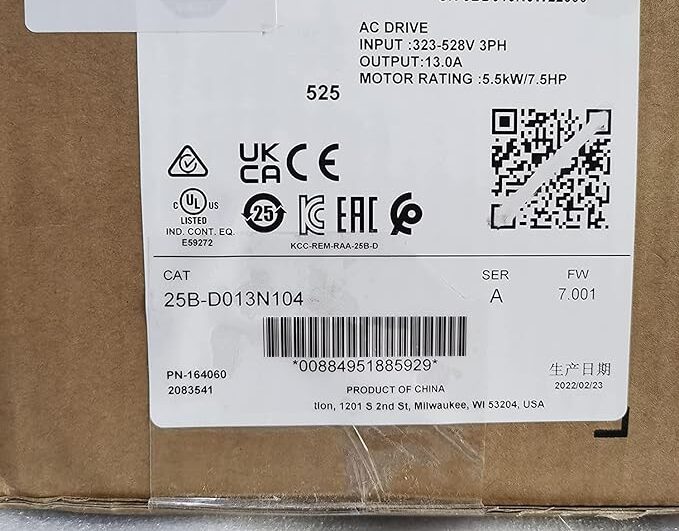 AC DRIVE
INPUT :323-528V 3PH
OUTPUT:13.0A
MOTOR RATING :5.5kW/7.5HP
525
UK
CA
CE
C UL US
LISTED
IND. CONT. EQ.
E59272
25
EAC
KCC-REM-RAA-25B-D
CAT
25B-D013N104
SER
A
FW
7.001
*00884951885929*
PN-164060
2083541
PRODUCT OF CHINA
生产日期
2022/02/23
tion, 1201 S 2nd St, Milwaukee, WI 53204, USA